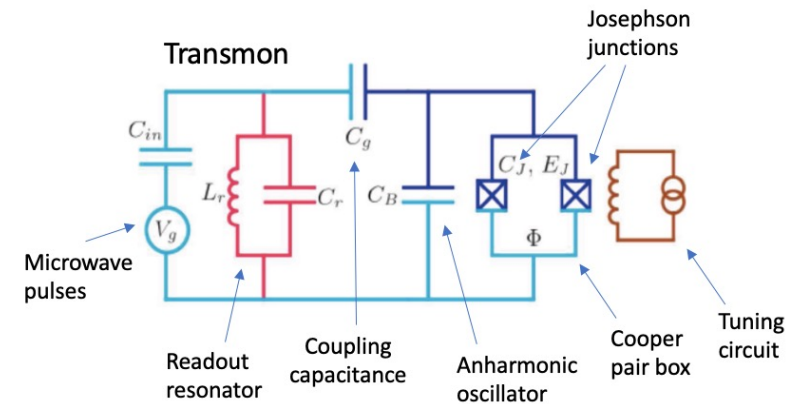 Josephson
junctions
Transmon
C_in
C_g
C_J, E_J
L_r
C_r
C_B
V_g
Φ
Microwave
pulses
Readout
resonator
Coupling
capacitance
Anharmonic
oscillator
Cooper
pair box
Tuning
circuit